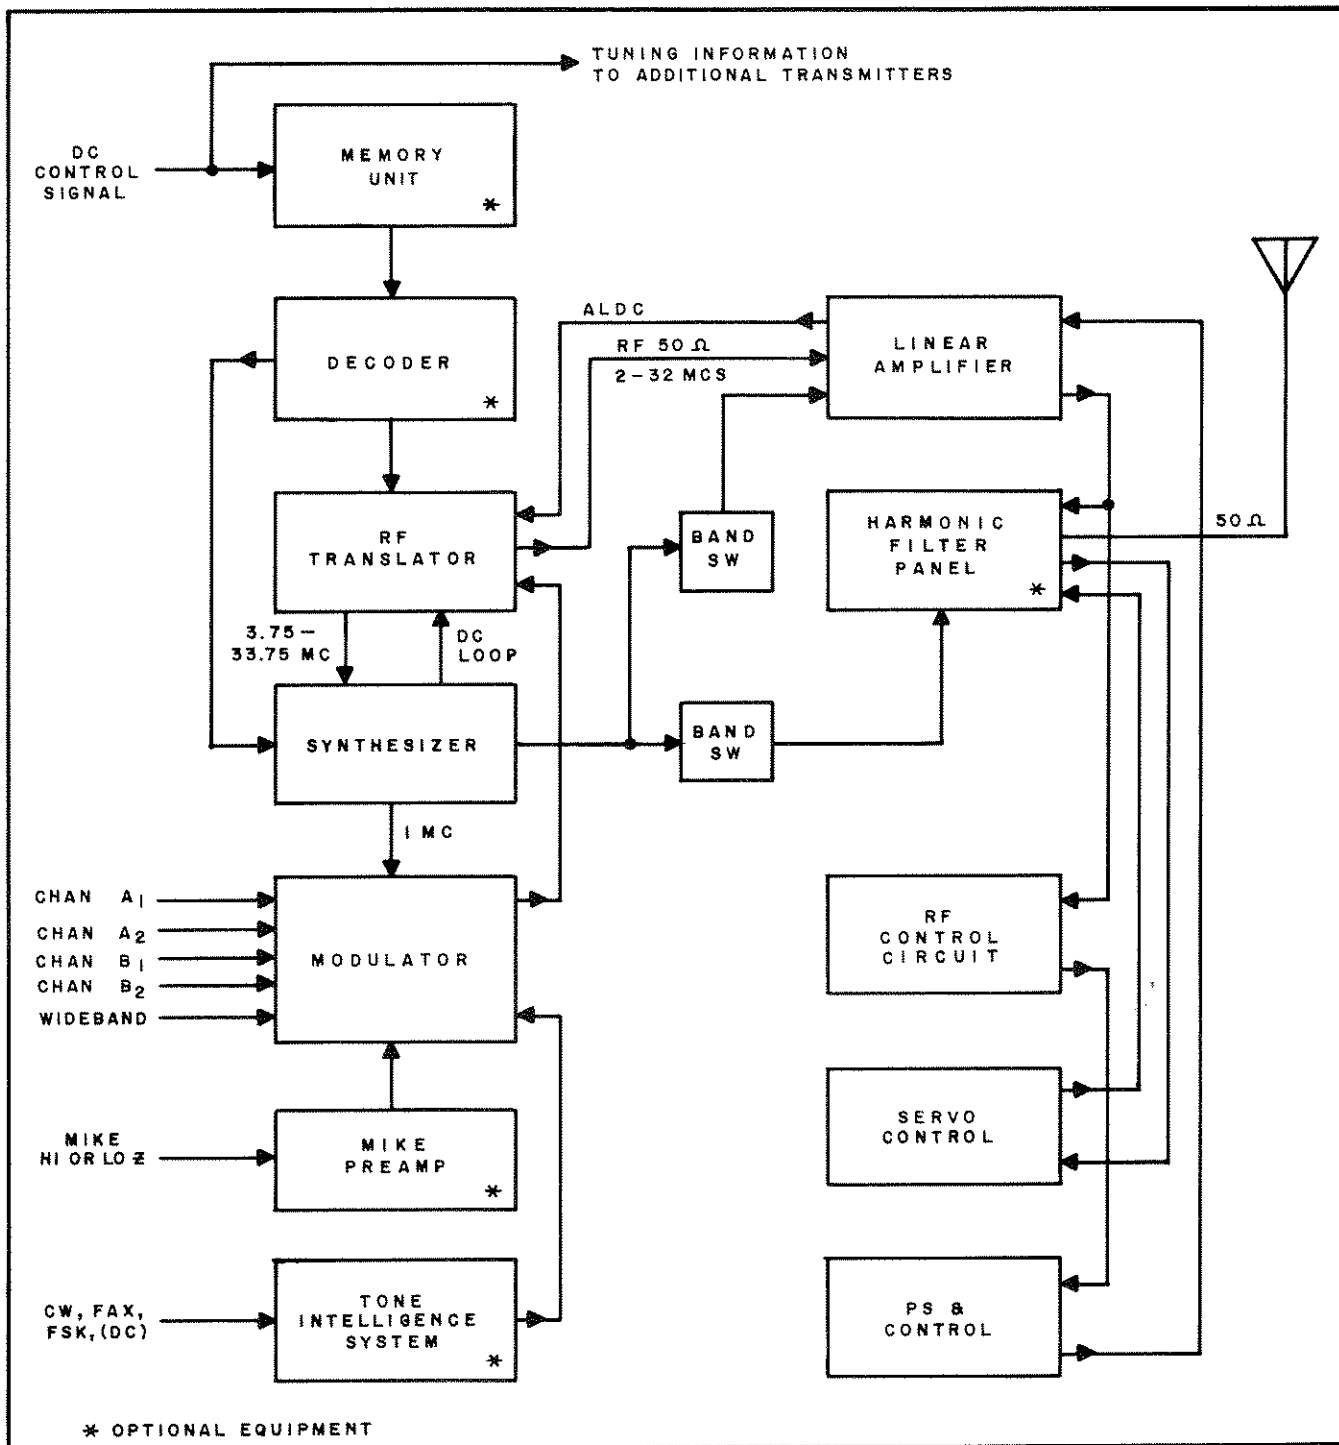 TUNING INFORMATION
TO ADDITIONAL TRANSMITTERS
DC
CONTROL
SIGNAL
MEMORY
UNIT
*
DECODER
*
ALDC
RF 50 Ω
2-32 MCS
LINEAR
AMPLIFIER
RF
TRANSLATOR
BAND
SW
HARMONIC
FILTER
PANEL
*
50 Ω
3.75-
33.75 MC
DC
LOOP
SYNTHESIZER
BAND
SW
1 MC
CHAN A1
CHAN A2
CHAN B1
CHAN B2
WIDEBAND
MODULATOR
RF
CONTROL
CIRCUIT
MIKE
HI OR LO Z
MIKE
PREAMP
*
SERVO
CONTROL
CW, FAX,
FSK, (DC)
TONE
INTELLIGENCE
SYSTEM
*
PS &
CONTROL
* OPTIONAL EQUIPMENT